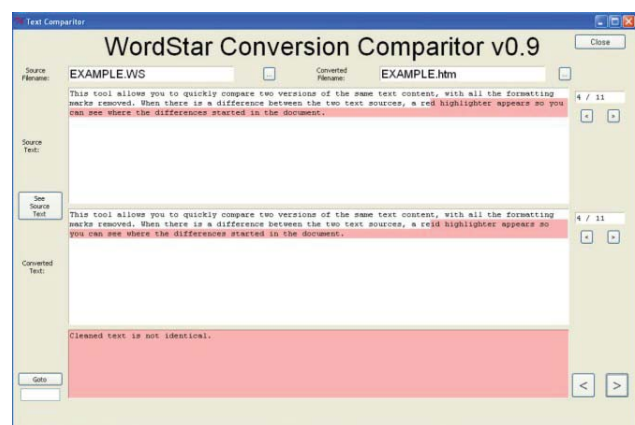 Text Comparitor
WordStar Conversion Comparitor v0.9
Close
Source
Filename:
EXAMPLE.WS
...
Converted
Filename:
EXAMPLE.htm
...
This tool allows you to quickly compare two versions of the same text content, with all the formatting
marks removed. When there is a difference between the two text sources, a red highlighter appears so you
can see where the differences started in the document.
4 / 11
<
>
Source
Text:
See
Source
Text
This tool allows you to quickly compare two versions of the same text content, with all the formatting
marks removed. When there is a difference between the two text sources, a reid highlighter appears so
you can see where the differences started in the document.
4 / 11
<
>
Converted
Text:
Cleaned text is not identical.
Goto
<
>